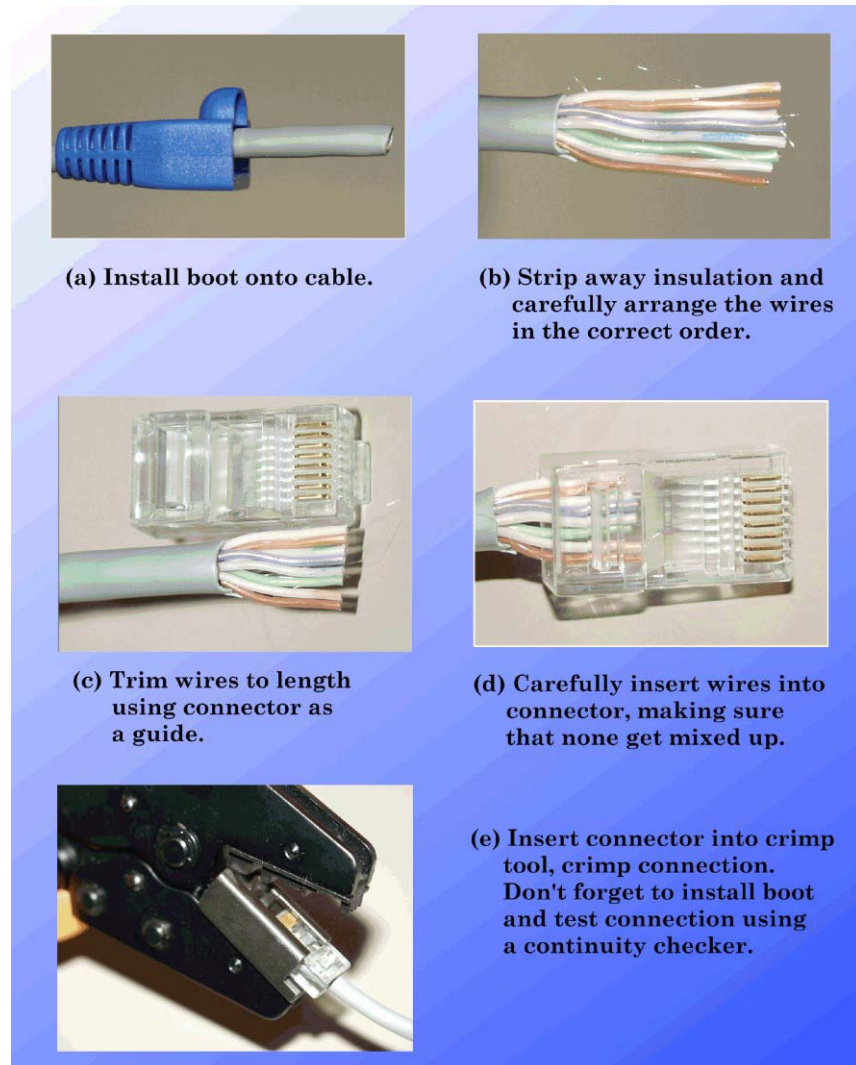 (a) Install boot onto cable.
(b) Strip away insulation and
carefully arrange the wires
in the correct order.
(c) Trim wires to length
using connector as
a guide.
(d) Carefully insert wires into
connector, making sure
that none get mixed up.
(e) Insert connector into crimp
tool, crimp connection.
Don't forget to install boot
and test connection using
a continuity checker.